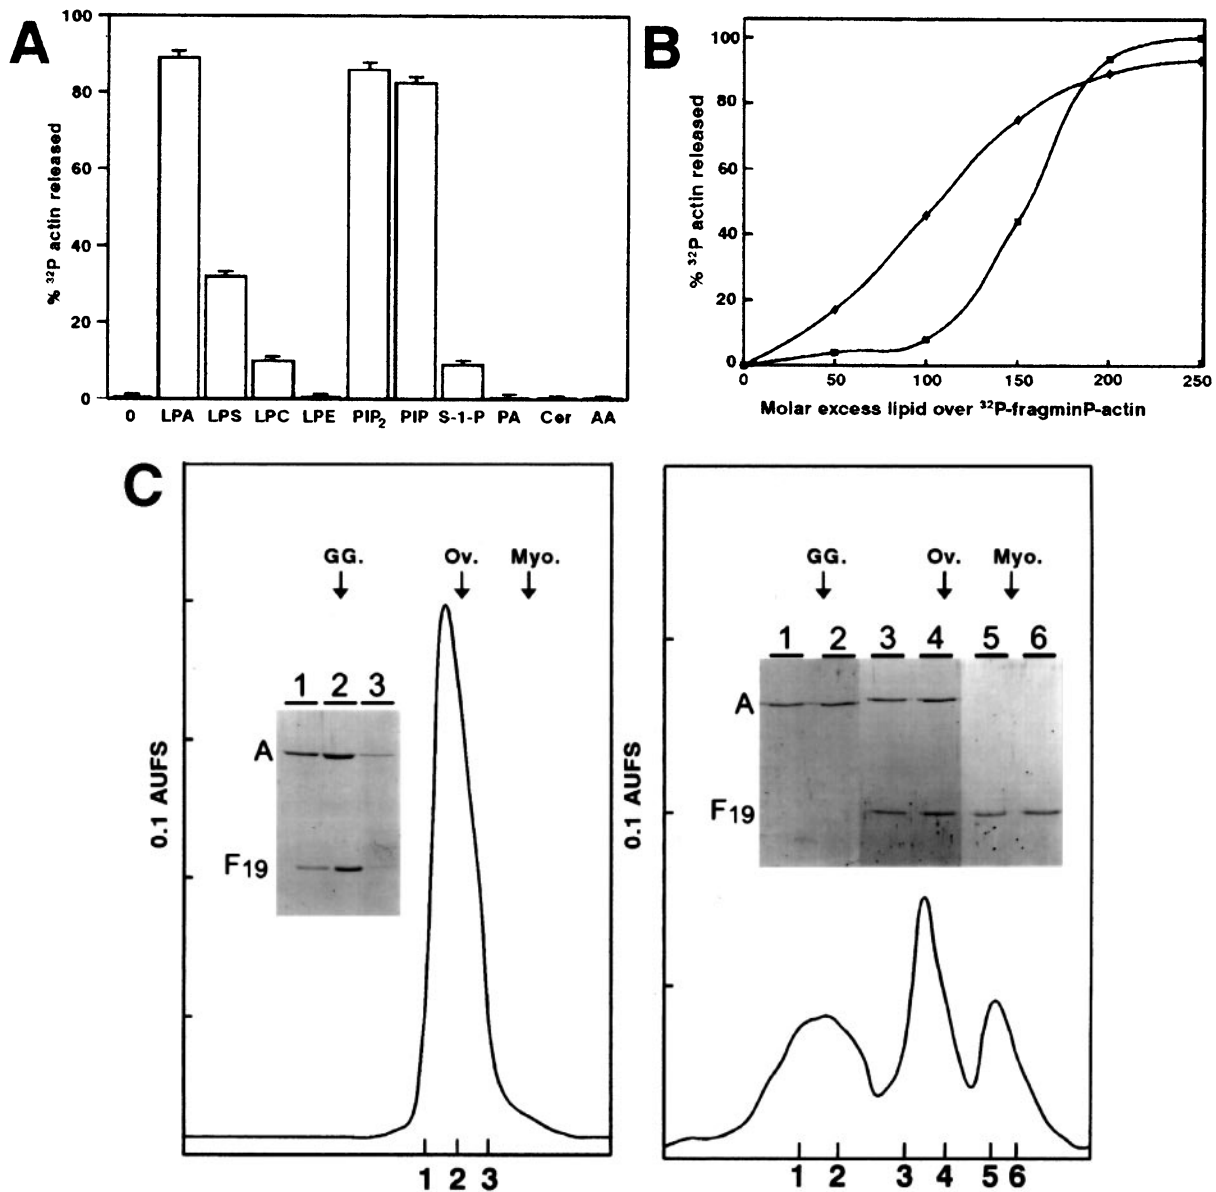 A
100
80
60
40
20
0
% ³²P actin released
0 LPA LPS LPC LPE PIP₂ PIP S-1-P PA Cer AA
B
100
80
60
40
20
0
% ³²P actin released
0 50 100 150 200 250
Molar excess lipid over ³²P-fragminP-actin
C
GG. Ov. Myo.
1 2 3
A
F19
0.1 AUFS
1 2 3
GG. Ov. Myo.
1 2 3 4 5 6
A
F19
0.1 AUFS
1 2 3 4 5 6